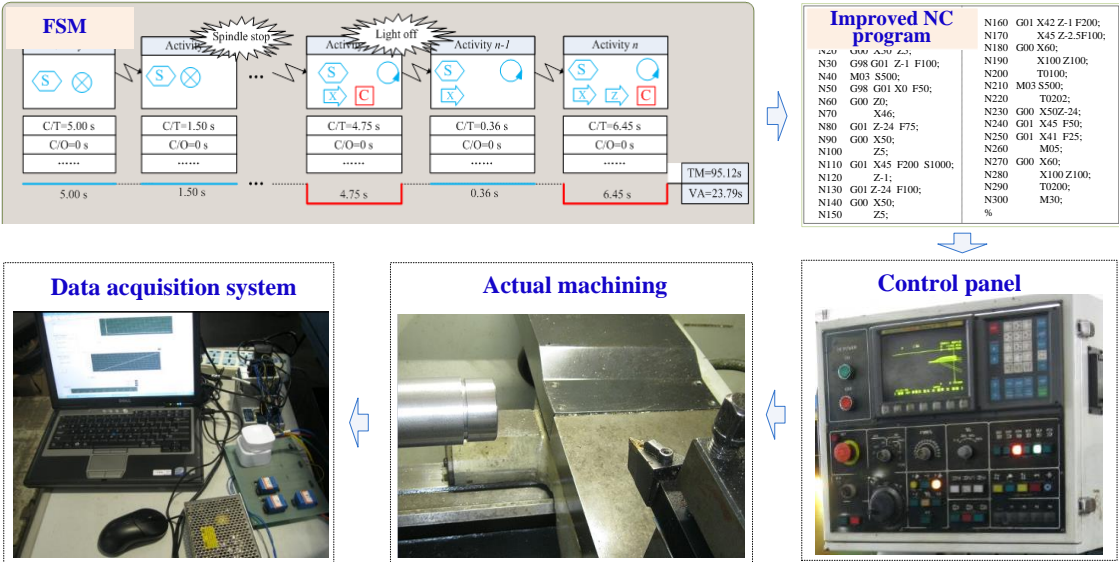 FSM
Activity
Spindle stop
Activity
Light off
Activity n-1
Activity n
S
S
...
S
X
C
S
X
S
X
Z
C
C/T=5.00 s
C/O=0 s
......
C/T=1.50 s
C/O=0 s
......
C/T=4.75 s
C/O=0 s
......
C/T=0.36 s
C/O=0 s
......
C/T=6.45 s
C/O=0 s
......
...
5.00 s
1.50 s
...
4.75 s
0.36 s
6.45 s
TM=95.12s
VA=23.79s
Improved NC
program
N20 G00 X50 Z5;
N30 G98 G01 Z-1 F100;
N40 M03 S500;
N50 G98 G01 X0 F50;
N60 G00 Z0;
N70 X46;
N80 G01 Z-24 F75;
N90 G00 X50;
N100 Z5;
N110 G01 X45 F200 S1000;
N120 Z-1;
N130 G01 Z-24 F100;
N140 G00 X50;
N150 Z5;
N160 G01 X42 Z-1 F200;
N170 X45 Z-2.5F100;
N180 G00 X60;
N190 X100 Z100;
N200 T0100;
N210 M03 S500;
N220 T0202;
N230 G00 X50Z-24;
N240 G01 X45 F50;
N250 G01 X41 F25;
N260 M05;
N270 G00 X60;
N280 X100 Z100;
N290 T0200;
N300 M30;
%
Data acquisition system
Actual machining
Control panel